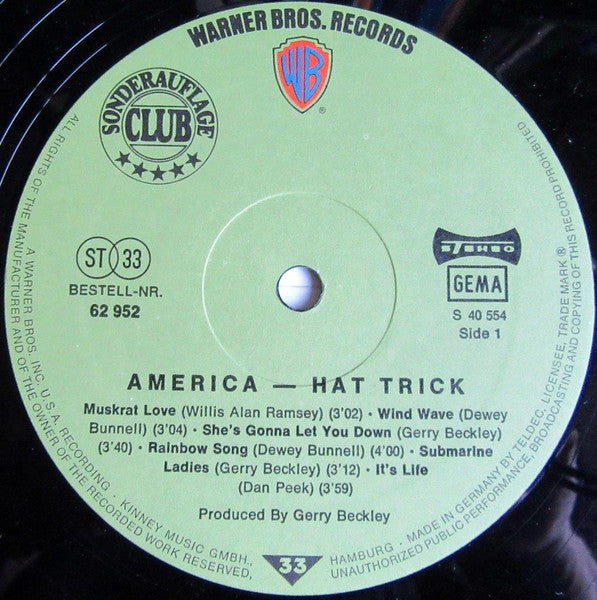 WARNER BROS. RECORDS
WB
®
SONDERAUFLAGE
CLUB
ST 33
BESTELL-NR.
62 952
STEREO
GEMA
S 40 554
Side 1
AMERICA — HAT TRICK
Muskrat Love (Willis Alan Ramsey) (3'02) · Wind Wave (Dewey
Bunnell) (3'04) · She's Gonna Let You Down (Gerry Beckley)
(3'40) · Rainbow Song (Dewey Bunnell) (4'00) · Submarine
Ladies (Gerry Beckley) (3'12) · It's Life
(Dan Peek) (3'59)
Produced By Gerry Beckley
33
ALL RIGHTS OF THE MANUFACTURER AND OF THE OWNER OF THE RECORDED WORK RESERVED,
UNAUTHORIZED PUBLIC PERFORMANCE, BROADCASTING AND COPYING OF THIS RECORD PROHIBITED
A WARNER BROS. INC. U.S.A. RECORDING · KINNEY MUSIC GMBH., HAMBURG · MADE IN GERMANY BY TELDEC, LICENSEE, TRADE MARK ®